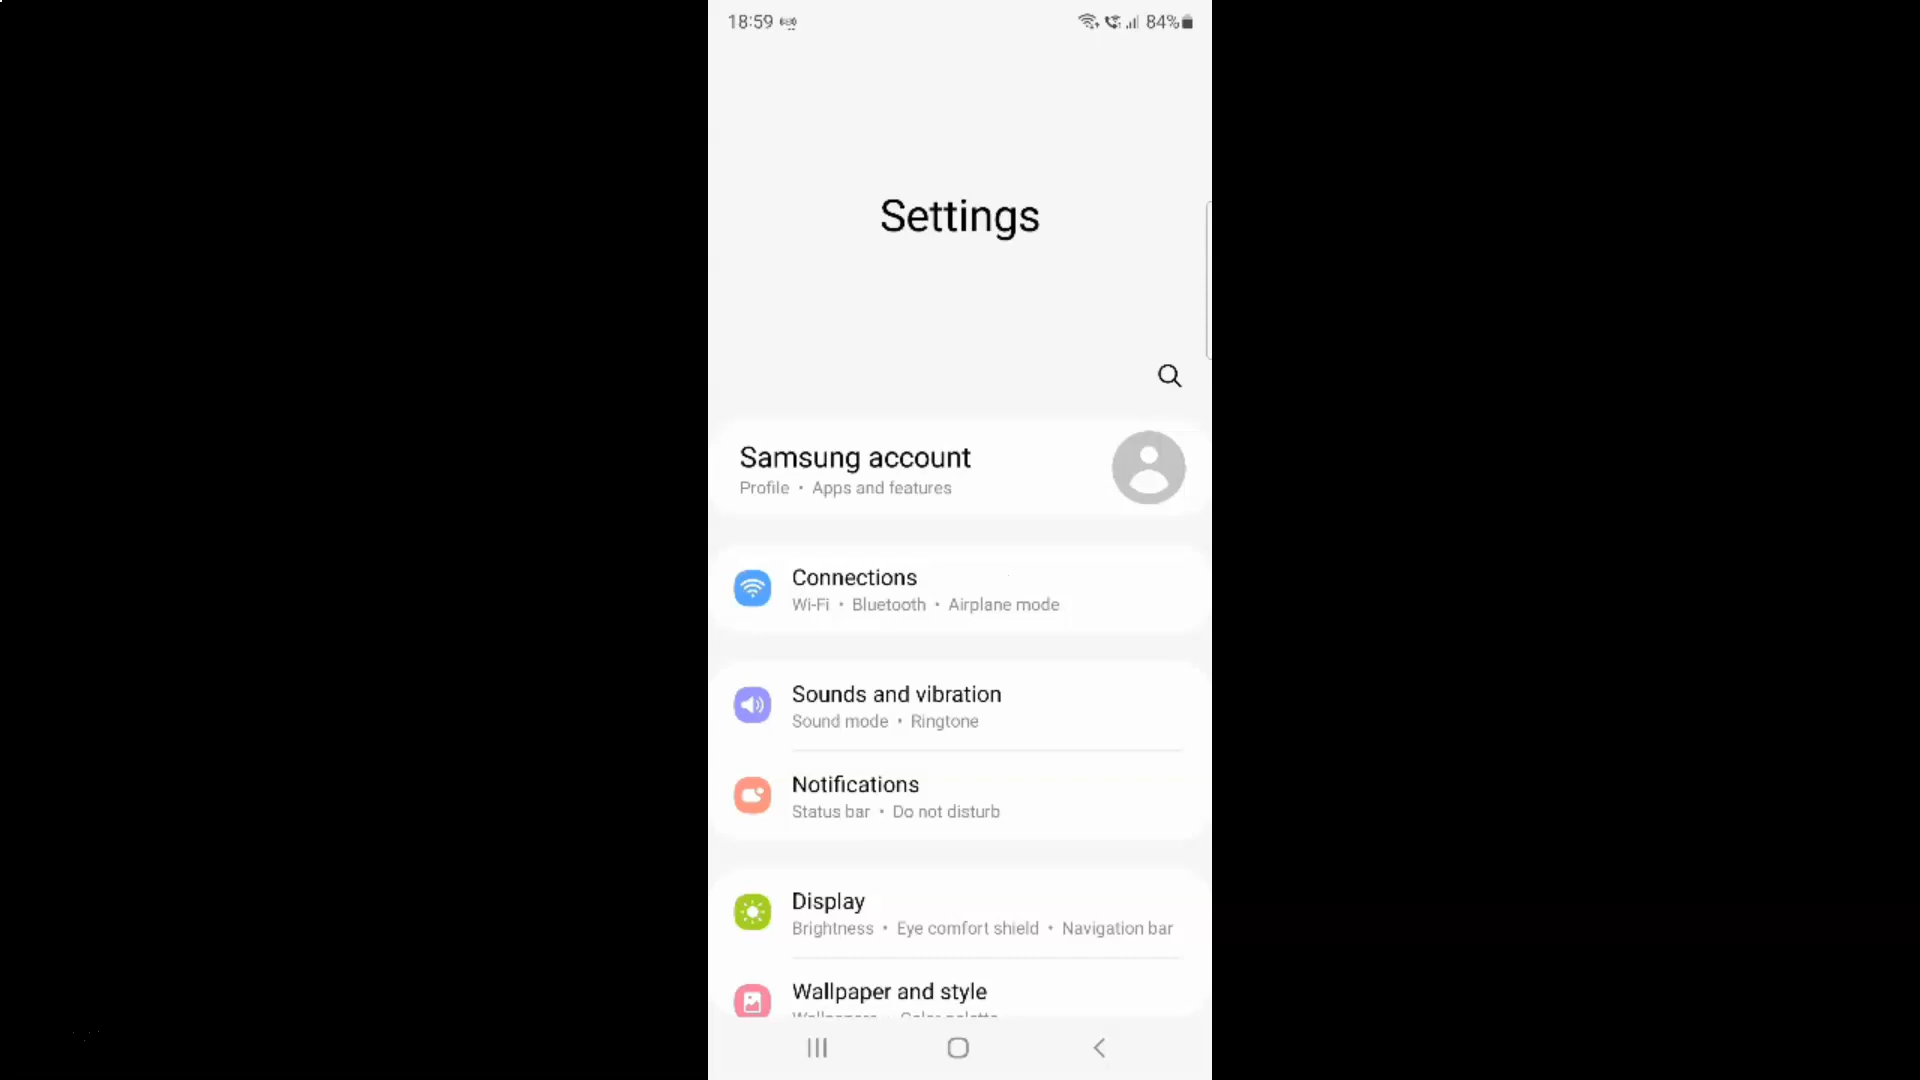 18:59
84%
Settings
Samsung account
Profile • Apps and features
Connections
Wi-Fi • Bluetooth • Airplane mode
Sounds and vibration
Sound mode • Ringtone
Notifications
Status bar • Do not disturb
Display
Brightness • Eye comfort shield • Navigation bar
Wallpaper and style